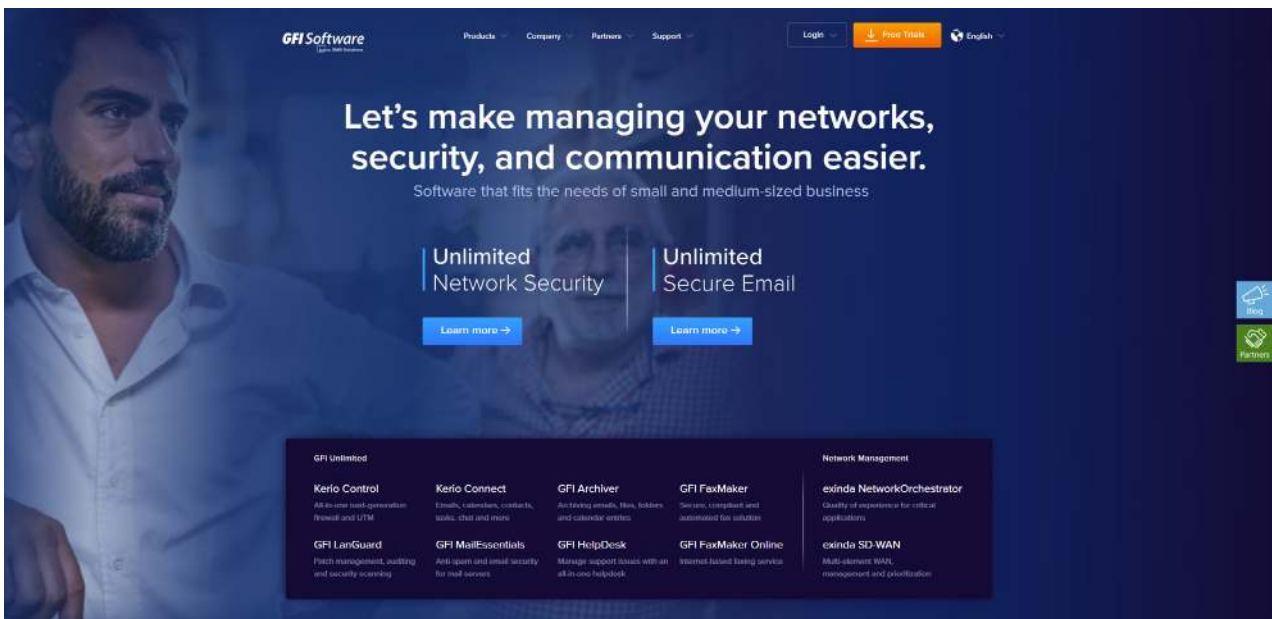 GFI Software
Products
Company
Partners
Support
Login
Free Trials
English
Let's make managing your networks,
security, and communication easier.
Software that fits the needs of small and medium-sized business
Unlimited
Network Security
Learn more →
Unlimited
Secure Email
Learn more →
Blog
Partners
GFI Unlimited
Kerio Control
All-in-one next-generation
firewall and UTM
Kerio Connect
Emails, calendars, contacts,
tasks, chat and more
GFI Archiver
Archiving emails, files, folders
and calendar entries
GFI FaxMaker
Secure, compliant and
automated fax solution
GFI LanGuard
Patch management, auditing
and security scanning
GFI MailEssentials
Anti-spam and email security
for mail servers
GFI HelpDesk
Manage support issues with an
all-in-one helpdesk
GFI FaxMaker Online
Internet-based faxing service
Network Management
exinda NetworkOrchestrator
Quality of experience for critical
applications
exinda SD-WAN
Multi-element WAN,
management and prioritization